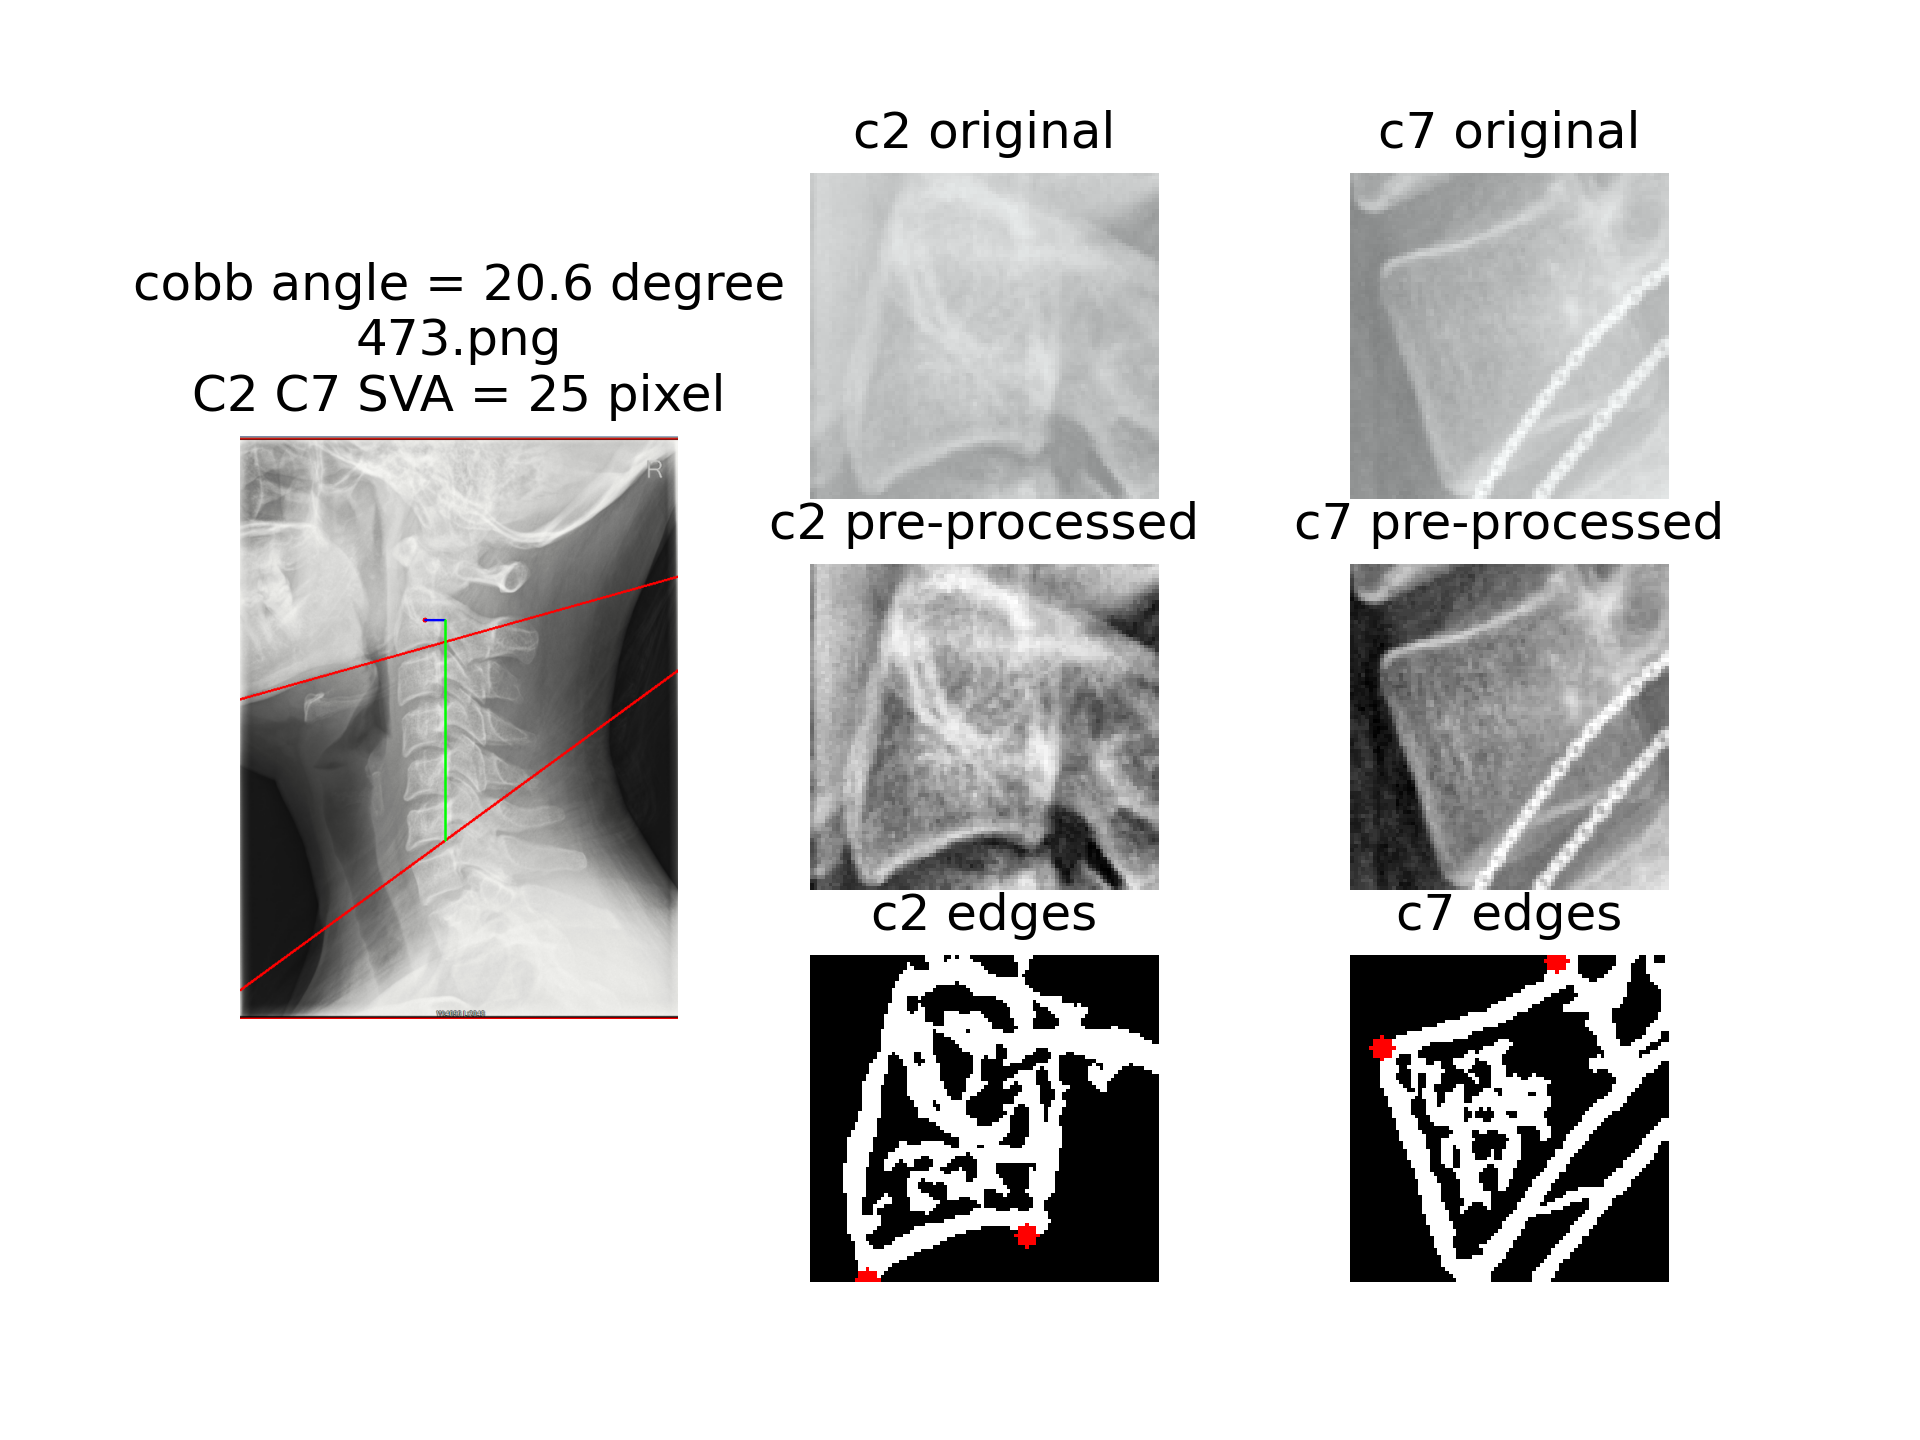 cobb angle = 20.6 degree
473.png
C2 C7 SVA = 25 pixel
R
c2 original
c7 original
c2 pre-processed
c7 pre-processed
c2 edges
c7 edges